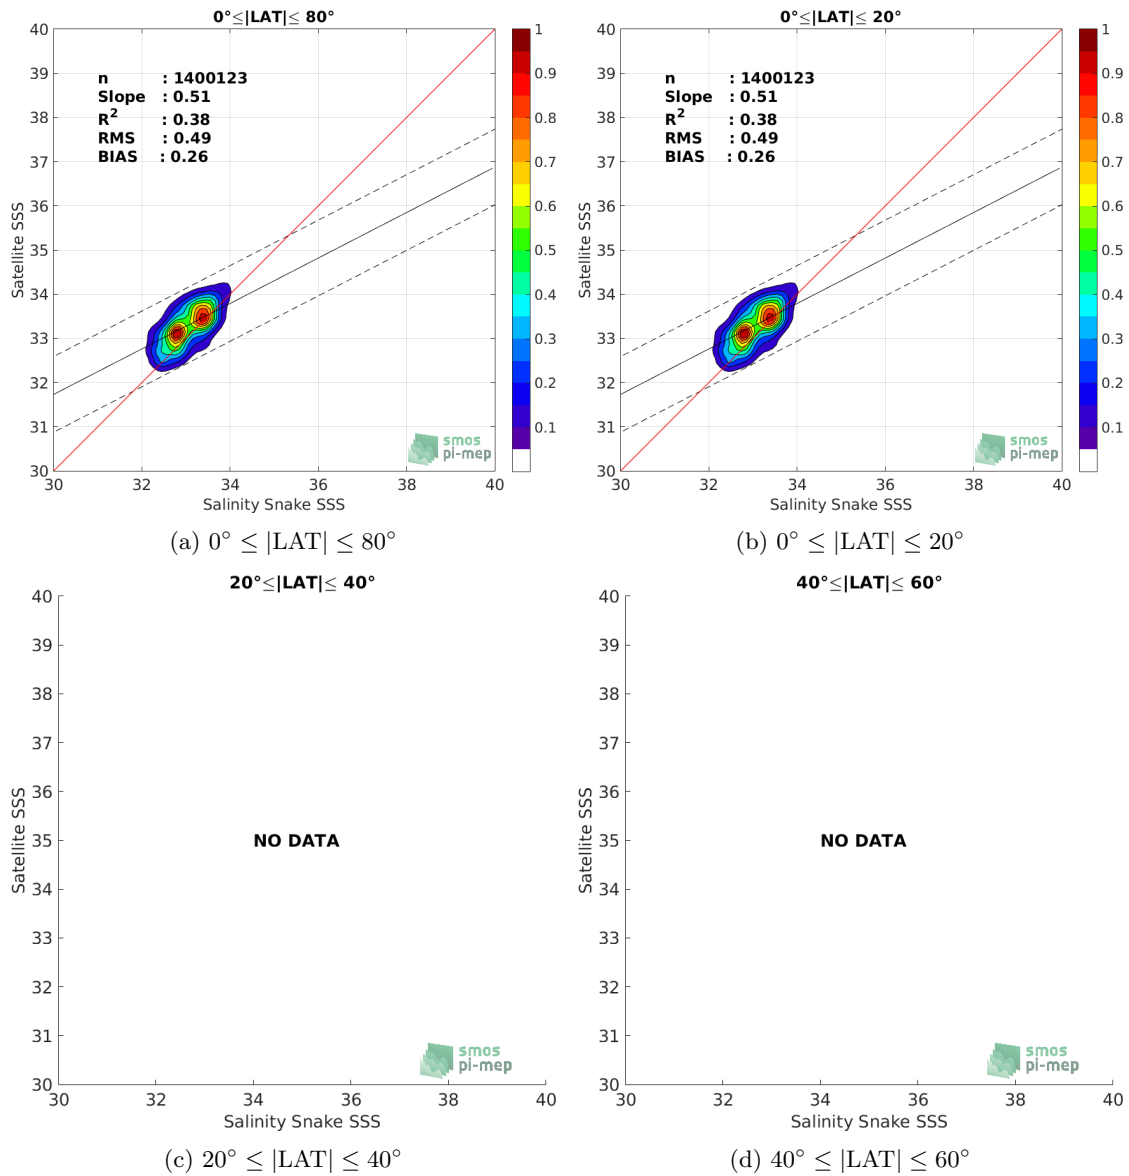 0°≤|LAT|≤ 80°
Satellite SSS
40
39
38
37
36
35
34
33
32
31
30
n : 1400123
Slope : 0.51
R2 : 0.38
RMS : 0.49
BIAS : 0.26
smos
pi-mep
30 32 34 36 38 40
Salinity Snake SSS
1
0.9
0.8
0.7
0.6
0.5
0.4
0.3
0.2
0.1
(a) 0° ≤ |LAT| ≤ 80°
0°≤|LAT|≤ 20°
Satellite SSS
40
39
38
37
36
35
34
33
32
31
30
n : 1400123
Slope : 0.51
R2 : 0.38
RMS : 0.49
BIAS : 0.26
smos
pi-mep
30 32 34 36 38 40
Salinity Snake SSS
1
0.9
0.8
0.7
0.6
0.5
0.4
0.3
0.2
0.1
(b) 0° ≤ |LAT| ≤ 20°
20°≤|LAT|≤ 40°
Satellite SSS
40
39
38
37
36
35
34
33
32
31
30
NO DATA
smos
pi-mep
30 32 34 36 38 40
Salinity Snake SSS
(c) 20° ≤ |LAT| ≤ 40°
40°≤|LAT|≤ 60°
Satellite SSS
40
39
38
37
36
35
34
33
32
31
30
NO DATA
smos
pi-mep
30 32 34 36 38 40
Salinity Snake SSS
(d) 40° ≤ |LAT| ≤ 60°